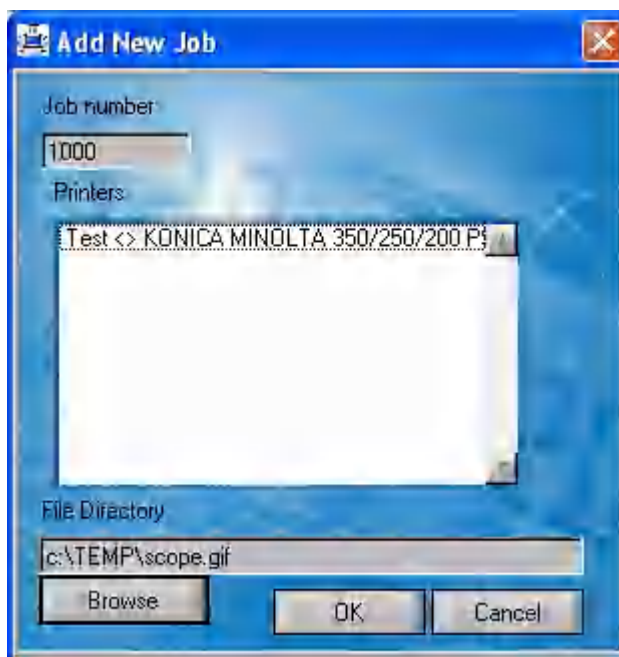 Add New Job
Job number
1000
Printers
Test <> KONICA MINOLTA 350/250/200 PS
File Directory
c:\TEMP\scope.gif
Browse
OK
Cancel